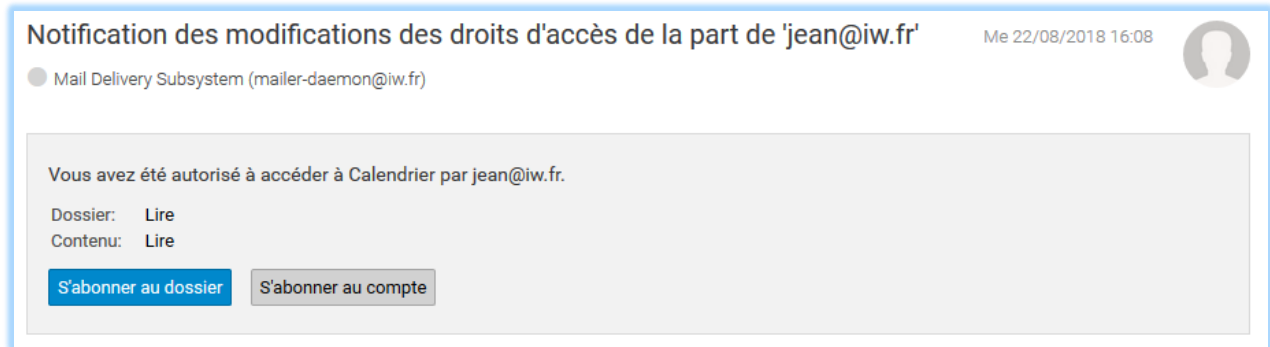 Notification des modifications des droits d'accès de la part de 'jean@iw.fr'
Me 22/08/2018 16:08
Mail Delivery Subsystem (mailer-daemon@iw.fr)
Vous avez été autorisé à accéder à Calendrier par jean@iw.fr.
Dossier: Lire
Contenu: Lire
S'abonner au dossier
S'abonner au compte